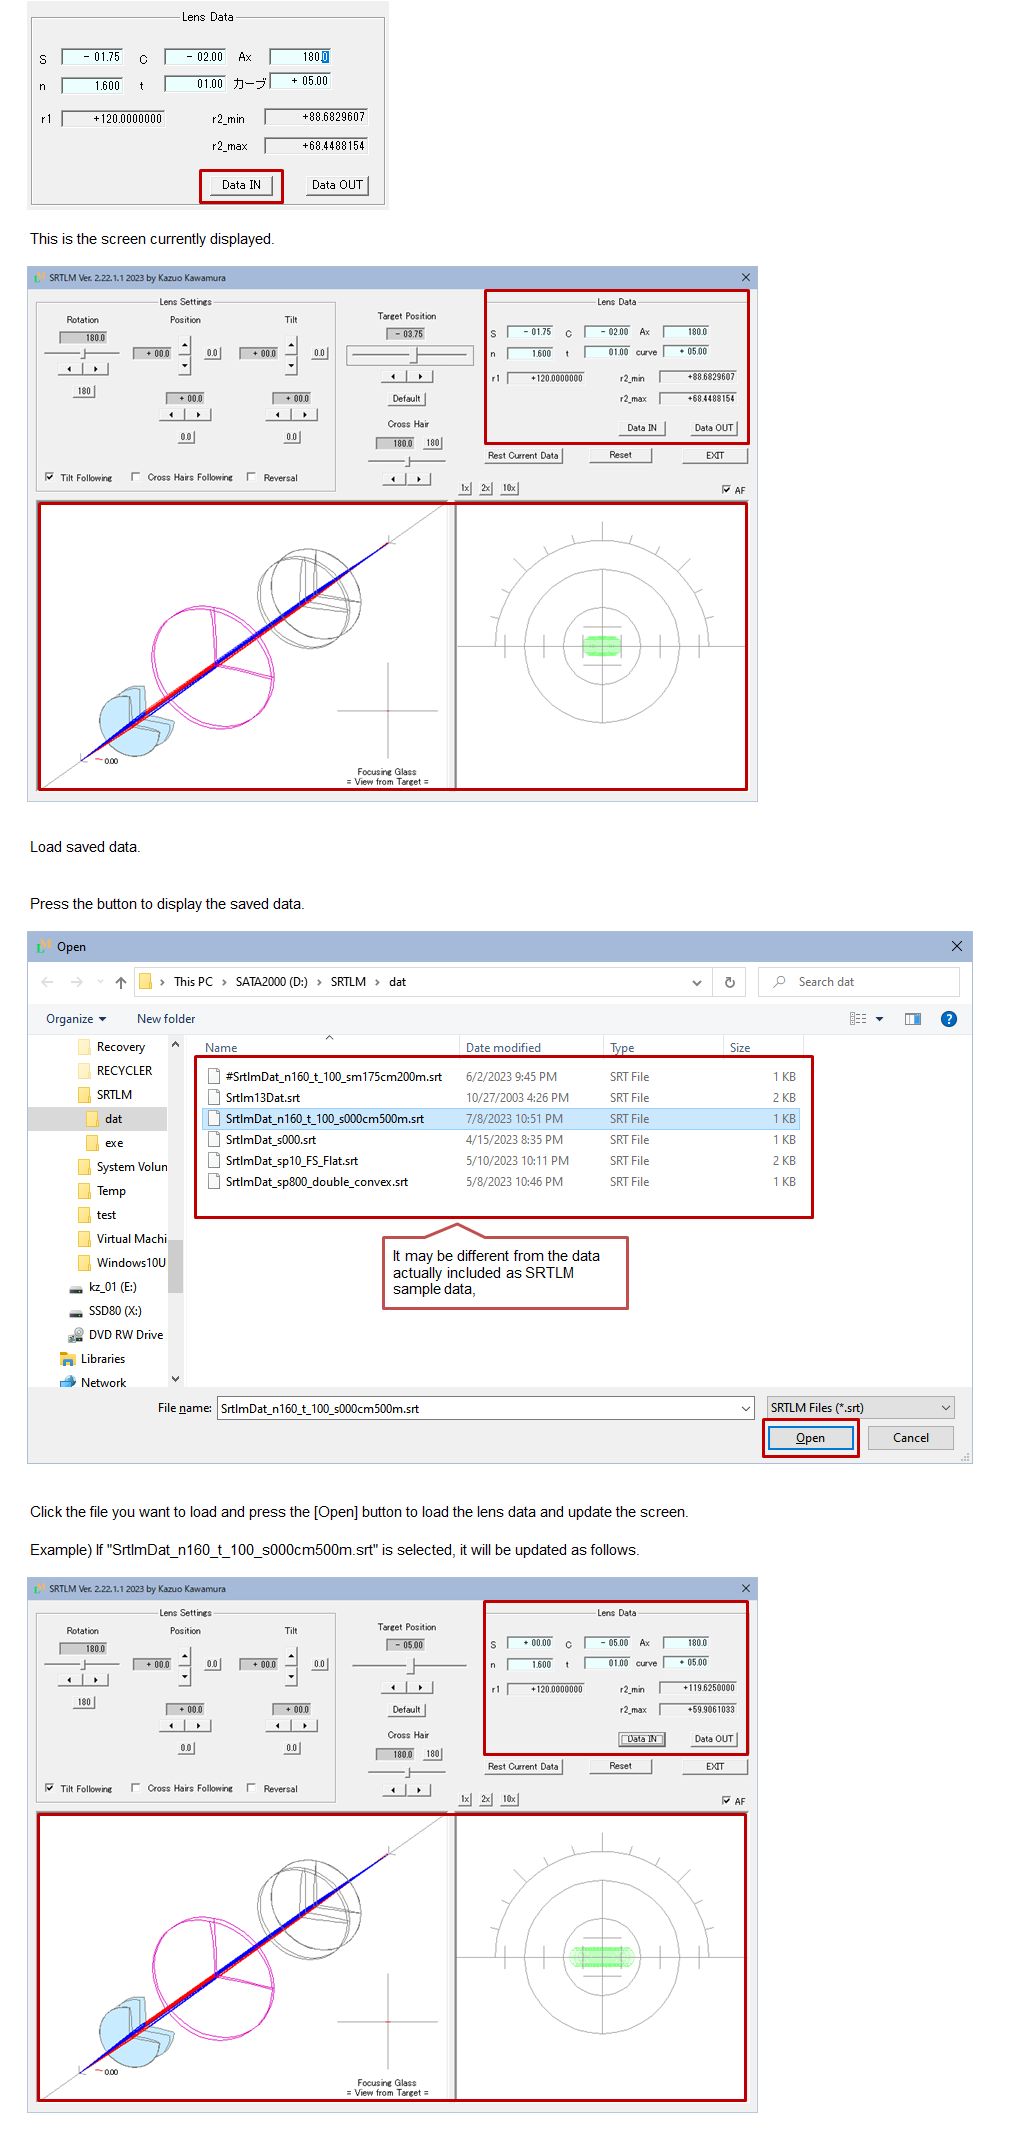 Lens Data
S - 01.75 C - 02.00 Ax 180.0
n 1.600 t 01.00 カーブ + 05.00
r1 +120.0000000 r2_min +88.6829607
r2_max +68.4488154
Data IN Data OUT
This is the screen currently displayed.
SRTLM Ver. 2.22.1.1 2023 by Kazuo Kawamura
Lens Settings
Rotation Position Tilt
180.0
+ 00.0 0.0 + 00.0 0.0
180
+ 00.0 + 00.0
0.0 0.0
Tilt Following Cross Hairs Following Reversal
Target Position
- 03.75
Default
Cross Hair
180.0 180
Lens Data
S - 01.75 C - 02.00 Ax 180.0
n 1.600 t 01.00 curve + 05.00
r1 +120.0000000 r2_min +88.6829607
r2_max +68.4488154
Data IN Data OUT
Rest Current Data Reset EXIT
1x 2x 10x AF
0.00
Focusing Glass
= View from Target =
Load saved data.
Press the button to display the saved data.
Open
This PC › SATA2000 (D:) › SRTLM › dat
Search dat
Organize New folder
Recovery
RECYCLER
SRTLM
dat
exe
System Volun
Temp
test
Virtual Machi
Windows10U
kz_01 (E:)
SSD80 (X:)
DVD RW Drive
Libraries
Network
Name Date modified Type Size
#SrtlmDat_n160_t_100_sm175cm200m.srt 6/2/2023 9:45 PM SRT File 1 KB
Srtlm13Dat.srt 10/27/2003 4:26 PM SRT File 2 KB
SrtlmDat_n160_t_100_s000cm500m.srt 7/8/2023 10:51 PM SRT File 1 KB
SrtlmDat_s000.srt 4/15/2023 8:35 PM SRT File 1 KB
SrtlmDat_sp10_FS_Flat.srt 5/10/2023 10:11 PM SRT File 2 KB
SrtlmDat_sp800_double_convex.srt 5/8/2023 10:46 PM SRT File 1 KB
It may be different from the data
actually included as SRTLM
sample data,
File name: SrtlmDat_n160_t_100_s000cm500m.srt SRTLM Files (*.srt)
Open Cancel
Click the file you want to load and press the [Open] button to load the lens data and update the screen.
Example) If "SrtlmDat_n160_t_100_s000cm500m.srt" is selected, it will be updated as follows.
SRTLM Ver. 2.22.1.1 2023 by Kazuo Kawamura
Lens Settings
Rotation Position Tilt
180.0
+ 00.0 0.0 + 00.0 0.0
180
+ 00.0 + 00.0
0.0 0.0
Tilt Following Cross Hairs Following Reversal
Target Position
- 05.00
Default
Cross Hair
180.0 180
Lens Data
S + 00.00 C - 05.00 Ax 180.0
n 1.600 t 01.00 curve + 05.00
r1 +120.0000000 r2_min +119.6250000
r2_max +59.9061033
Data IN Data OUT
Rest Current Data Reset EXIT
1x 2x 10x AF
0.00
Focusing Glass
= View from Target =